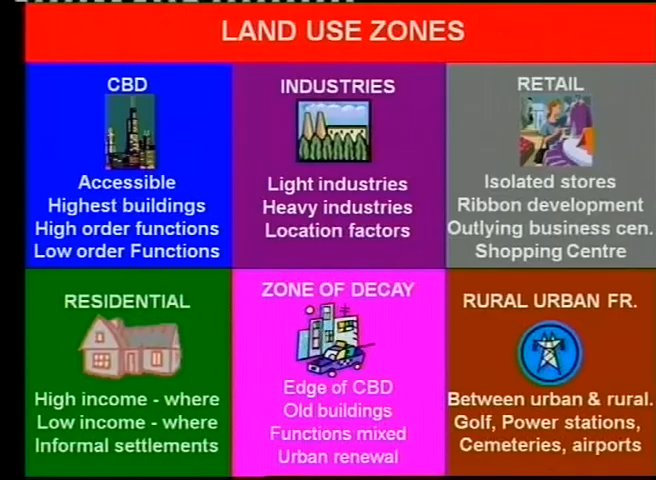 LAND USE ZONES
CBD
Accessible
Highest buildings
High order functions
Low order Functions
INDUSTRIES
Light industries
Heavy industries
Location factors
RETAIL
Isolated stores
Ribbon development
Outlying business cen.
Shopping Centre
RESIDENTIAL
High income - where
Low income - where
Informal settlements
ZONE OF DECAY
Edge of CBD
Old buildings
Functions mixed
Urban renewal
RURAL URBAN FR.
Between urban & rural.
Golf, Power stations,
Cemeteries, airports